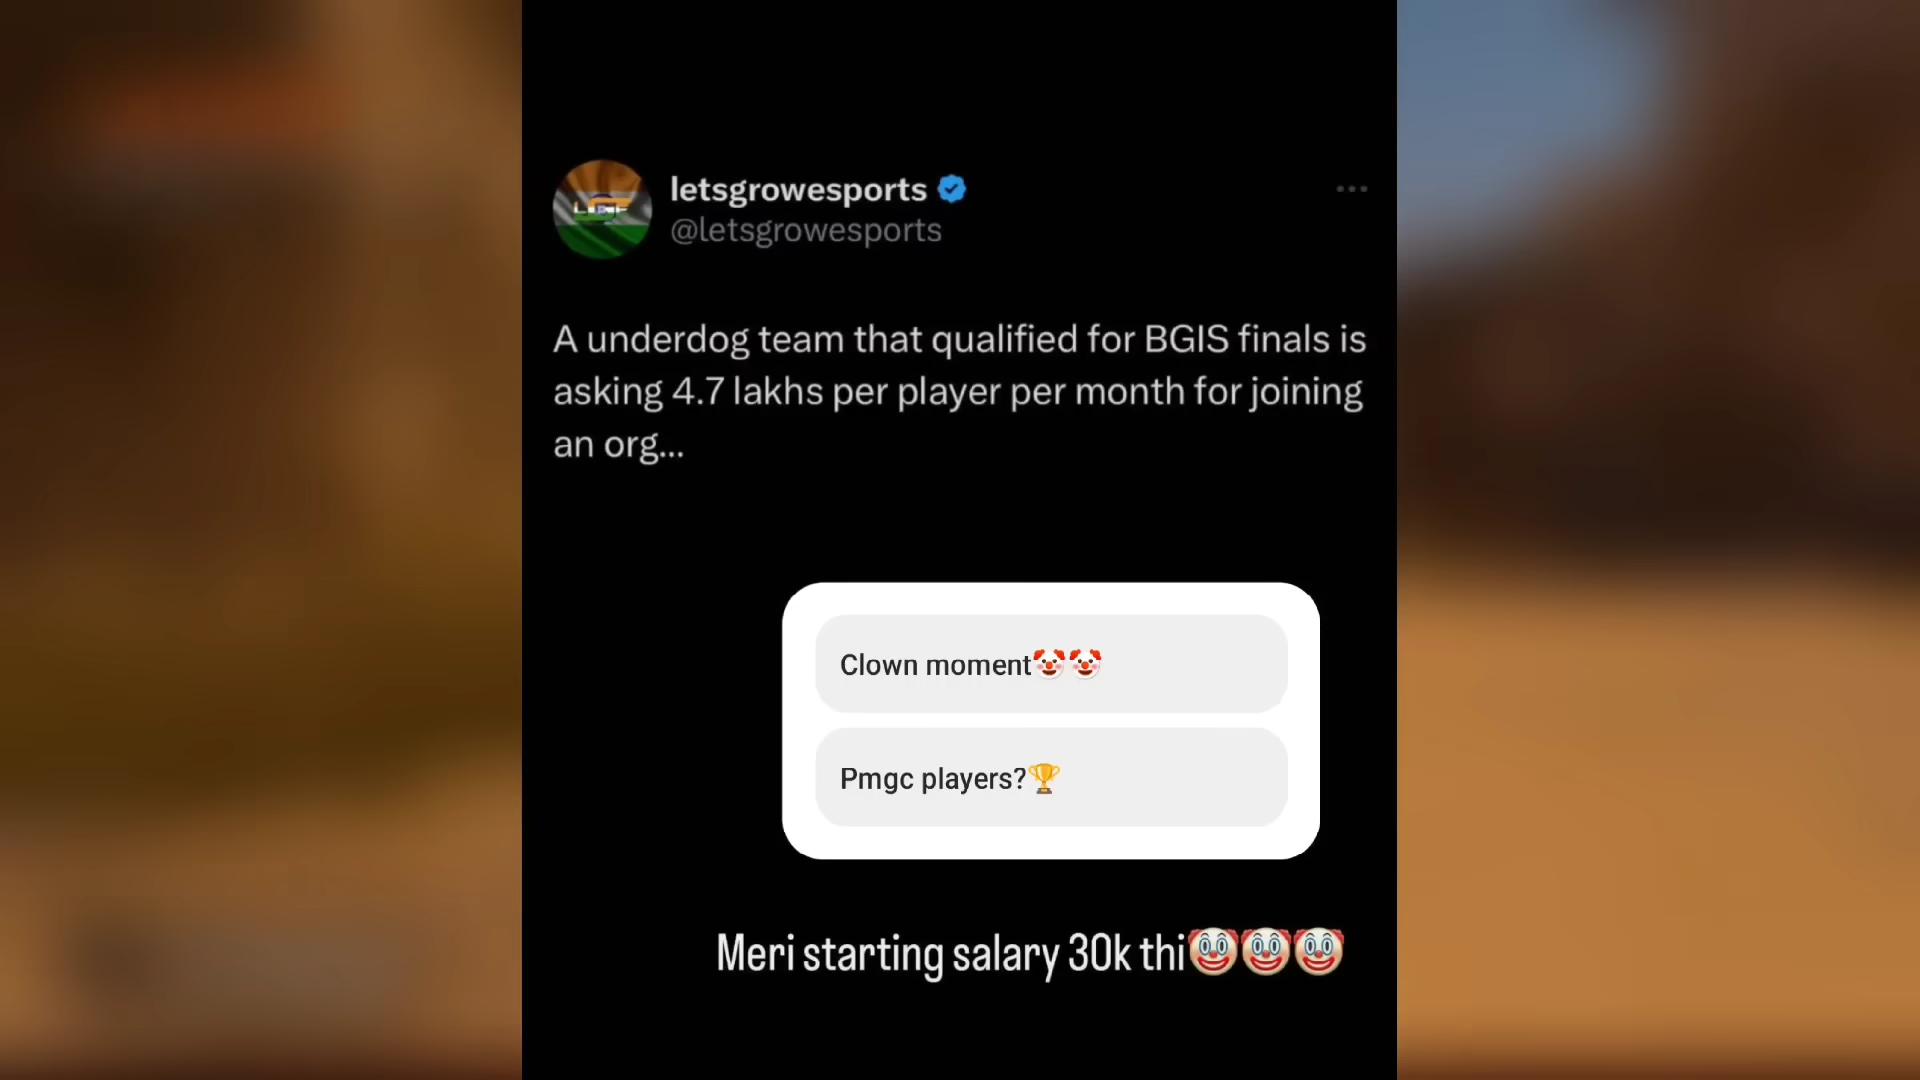 letsgrowesports
@letsgrowesports
A underdog team that qualified for BGIS finals is
asking 4.7 lakhs per player per month for joining
an org...
Clown moment🤡🤡
Pmgc players?🏆
Meri starting salary 30k thi🤡🤡🤡